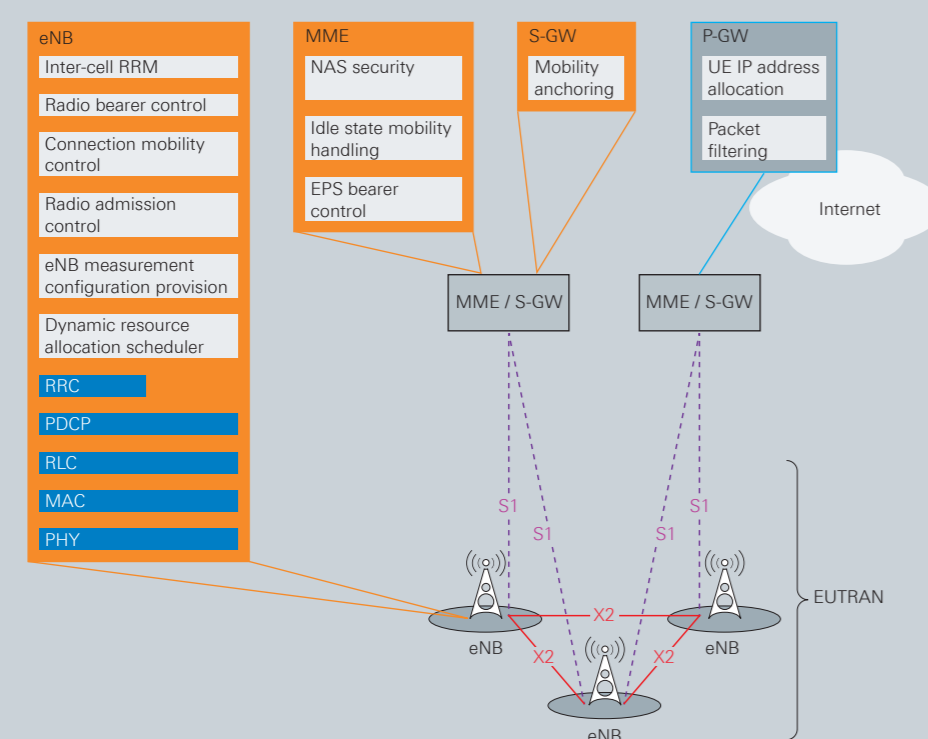 eNB
Inter-cell RRM
Radio bearer control
Connection mobility
control
Radio admission
control
eNB measurement
configuration provision
Dynamic resource
allocation scheduler
RRC
PDCP
RLC
MAC
PHY
MME
NAS security
Idle state mobility
handling
EPS bearer
control
S-GW
Mobility
anchoring
P-GW
UE IP address
allocation
Packet
filtering
Internet
MME / S-GW
MME / S-GW
S1
S1
S1
S1
X2
X2
X2
eNB
eNB
eNB
EUTRAN